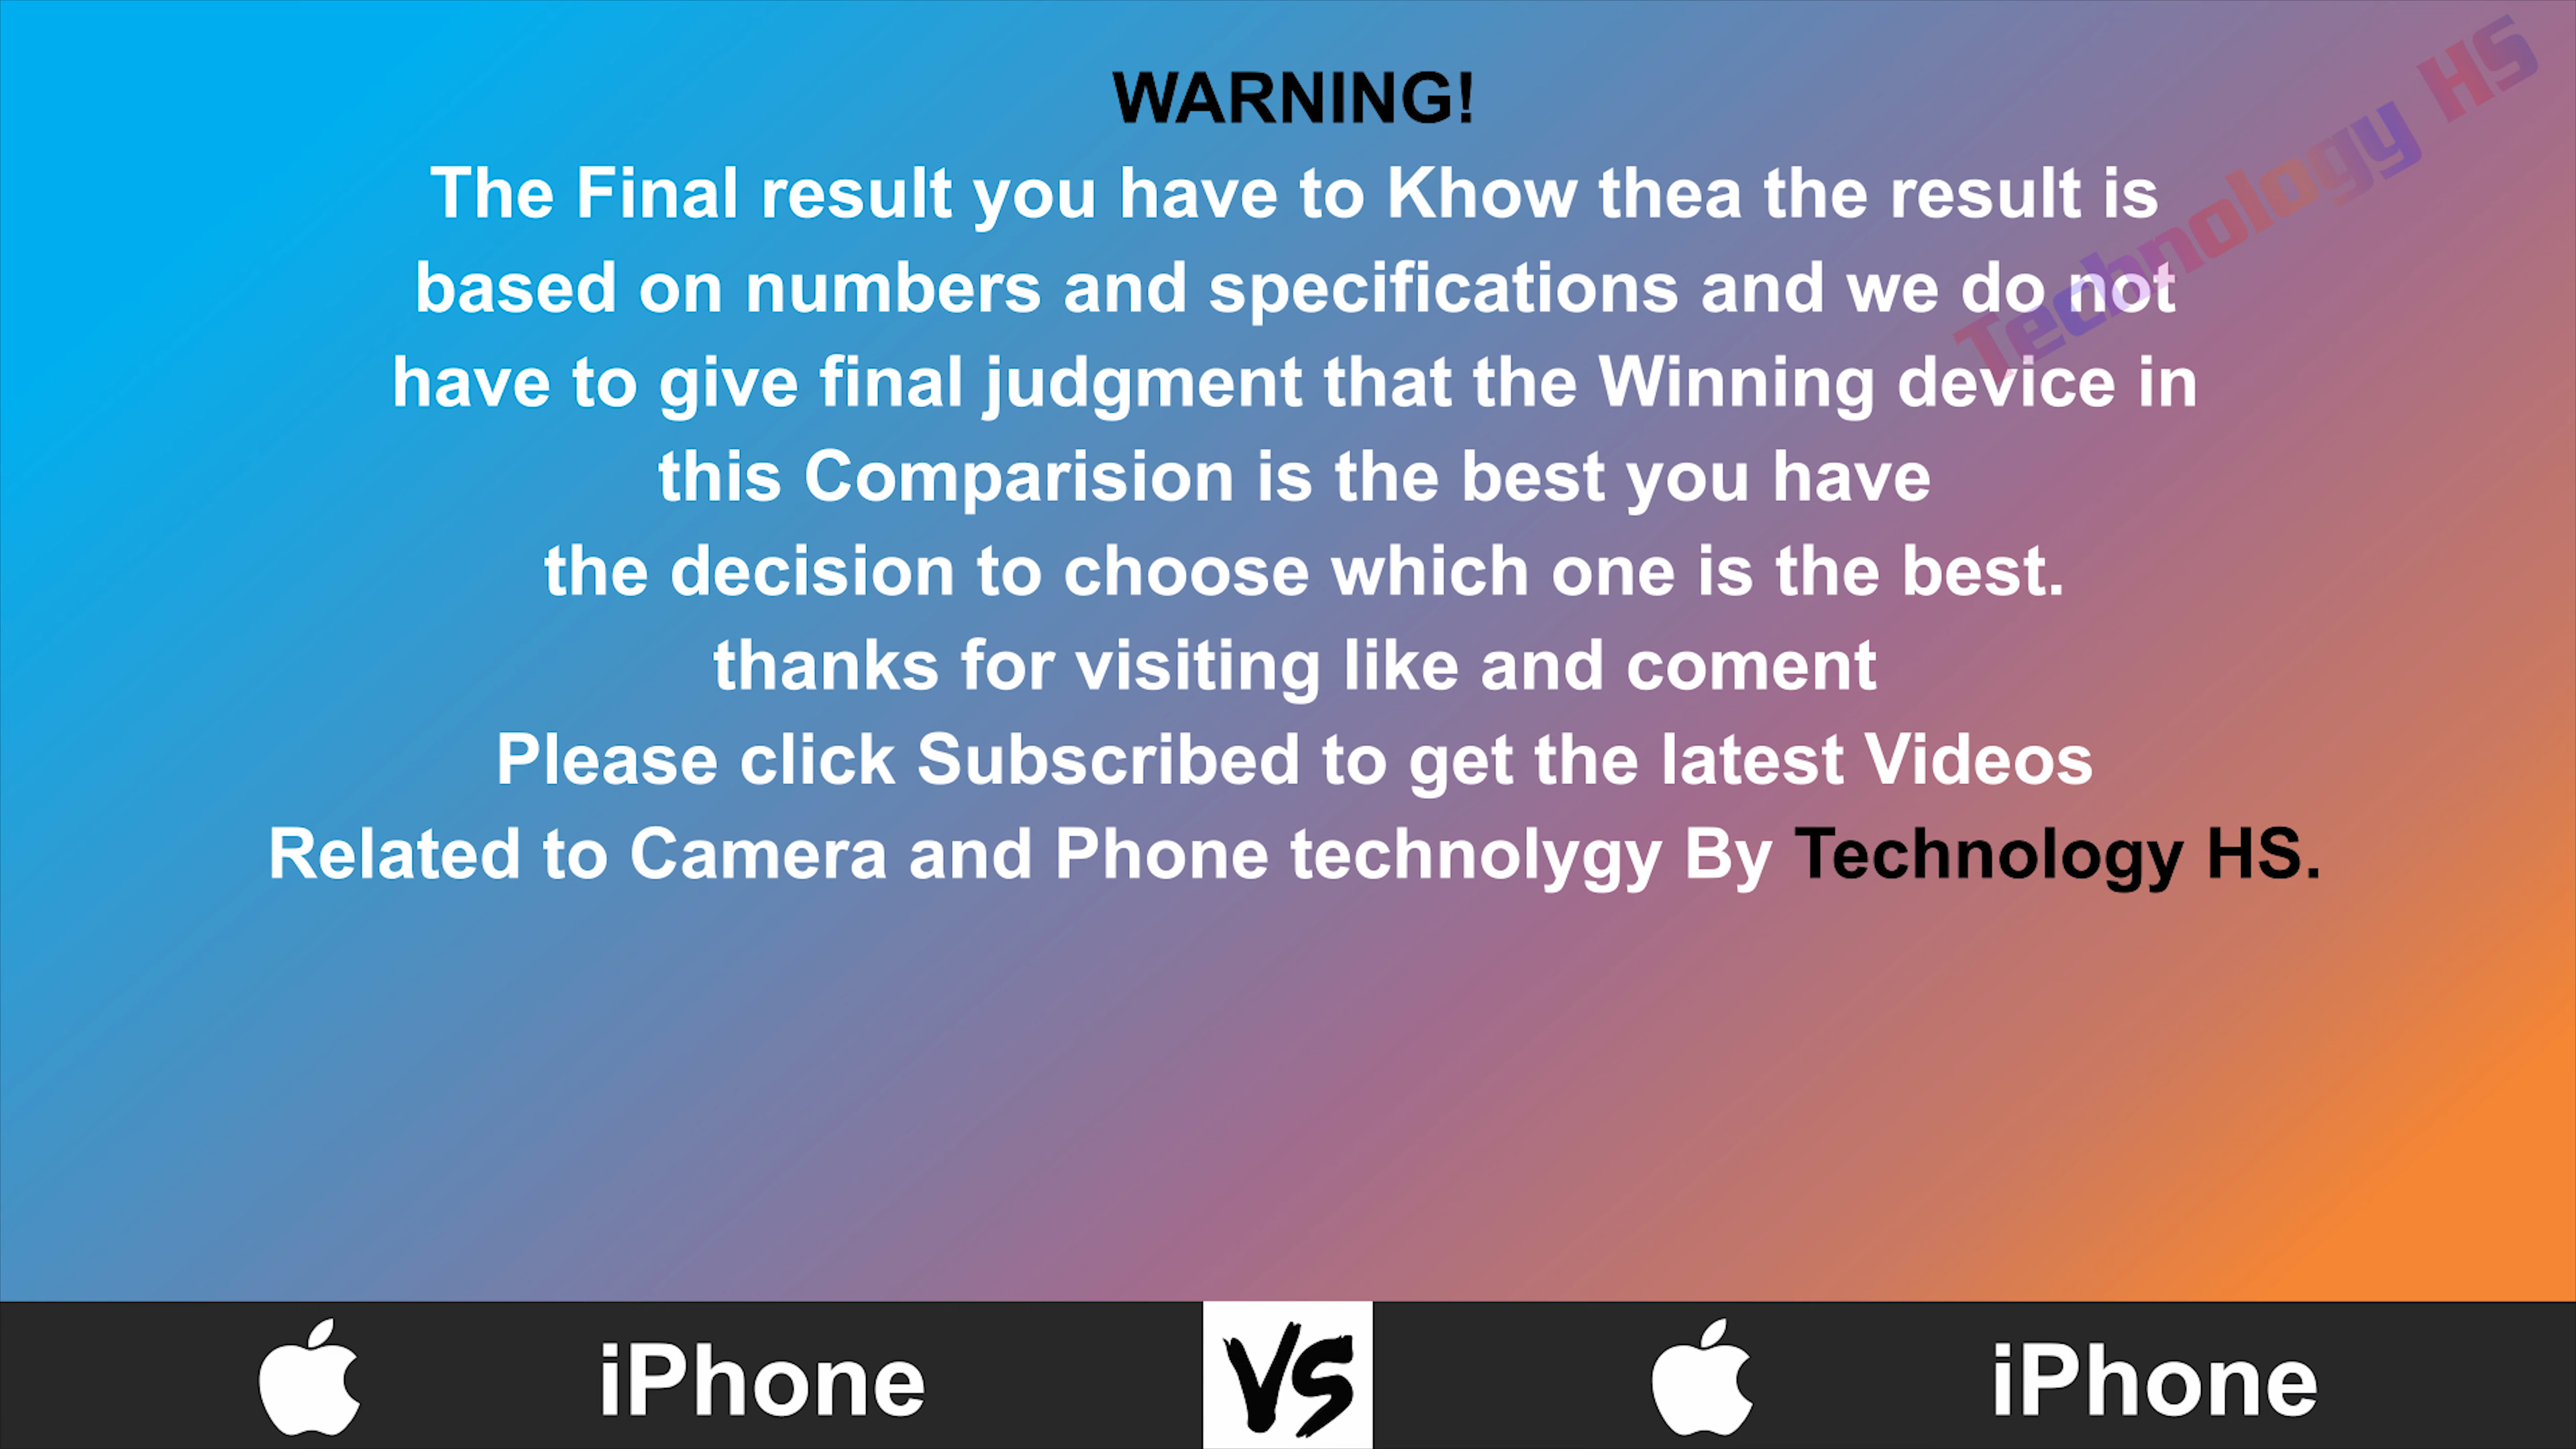 WARNING!
The Final result you have to Khow thea the result is
based on numbers and specifications and we do not
have to give final judgment that the Winning device in
this Comparision is the best you have
the decision to choose which one is the best.
thanks for visiting like and coment
Please click Subscribed to get the latest Videos
Related to Camera and Phone technolygy By Technology HS.
Technology HS
iPhone VS iPhone